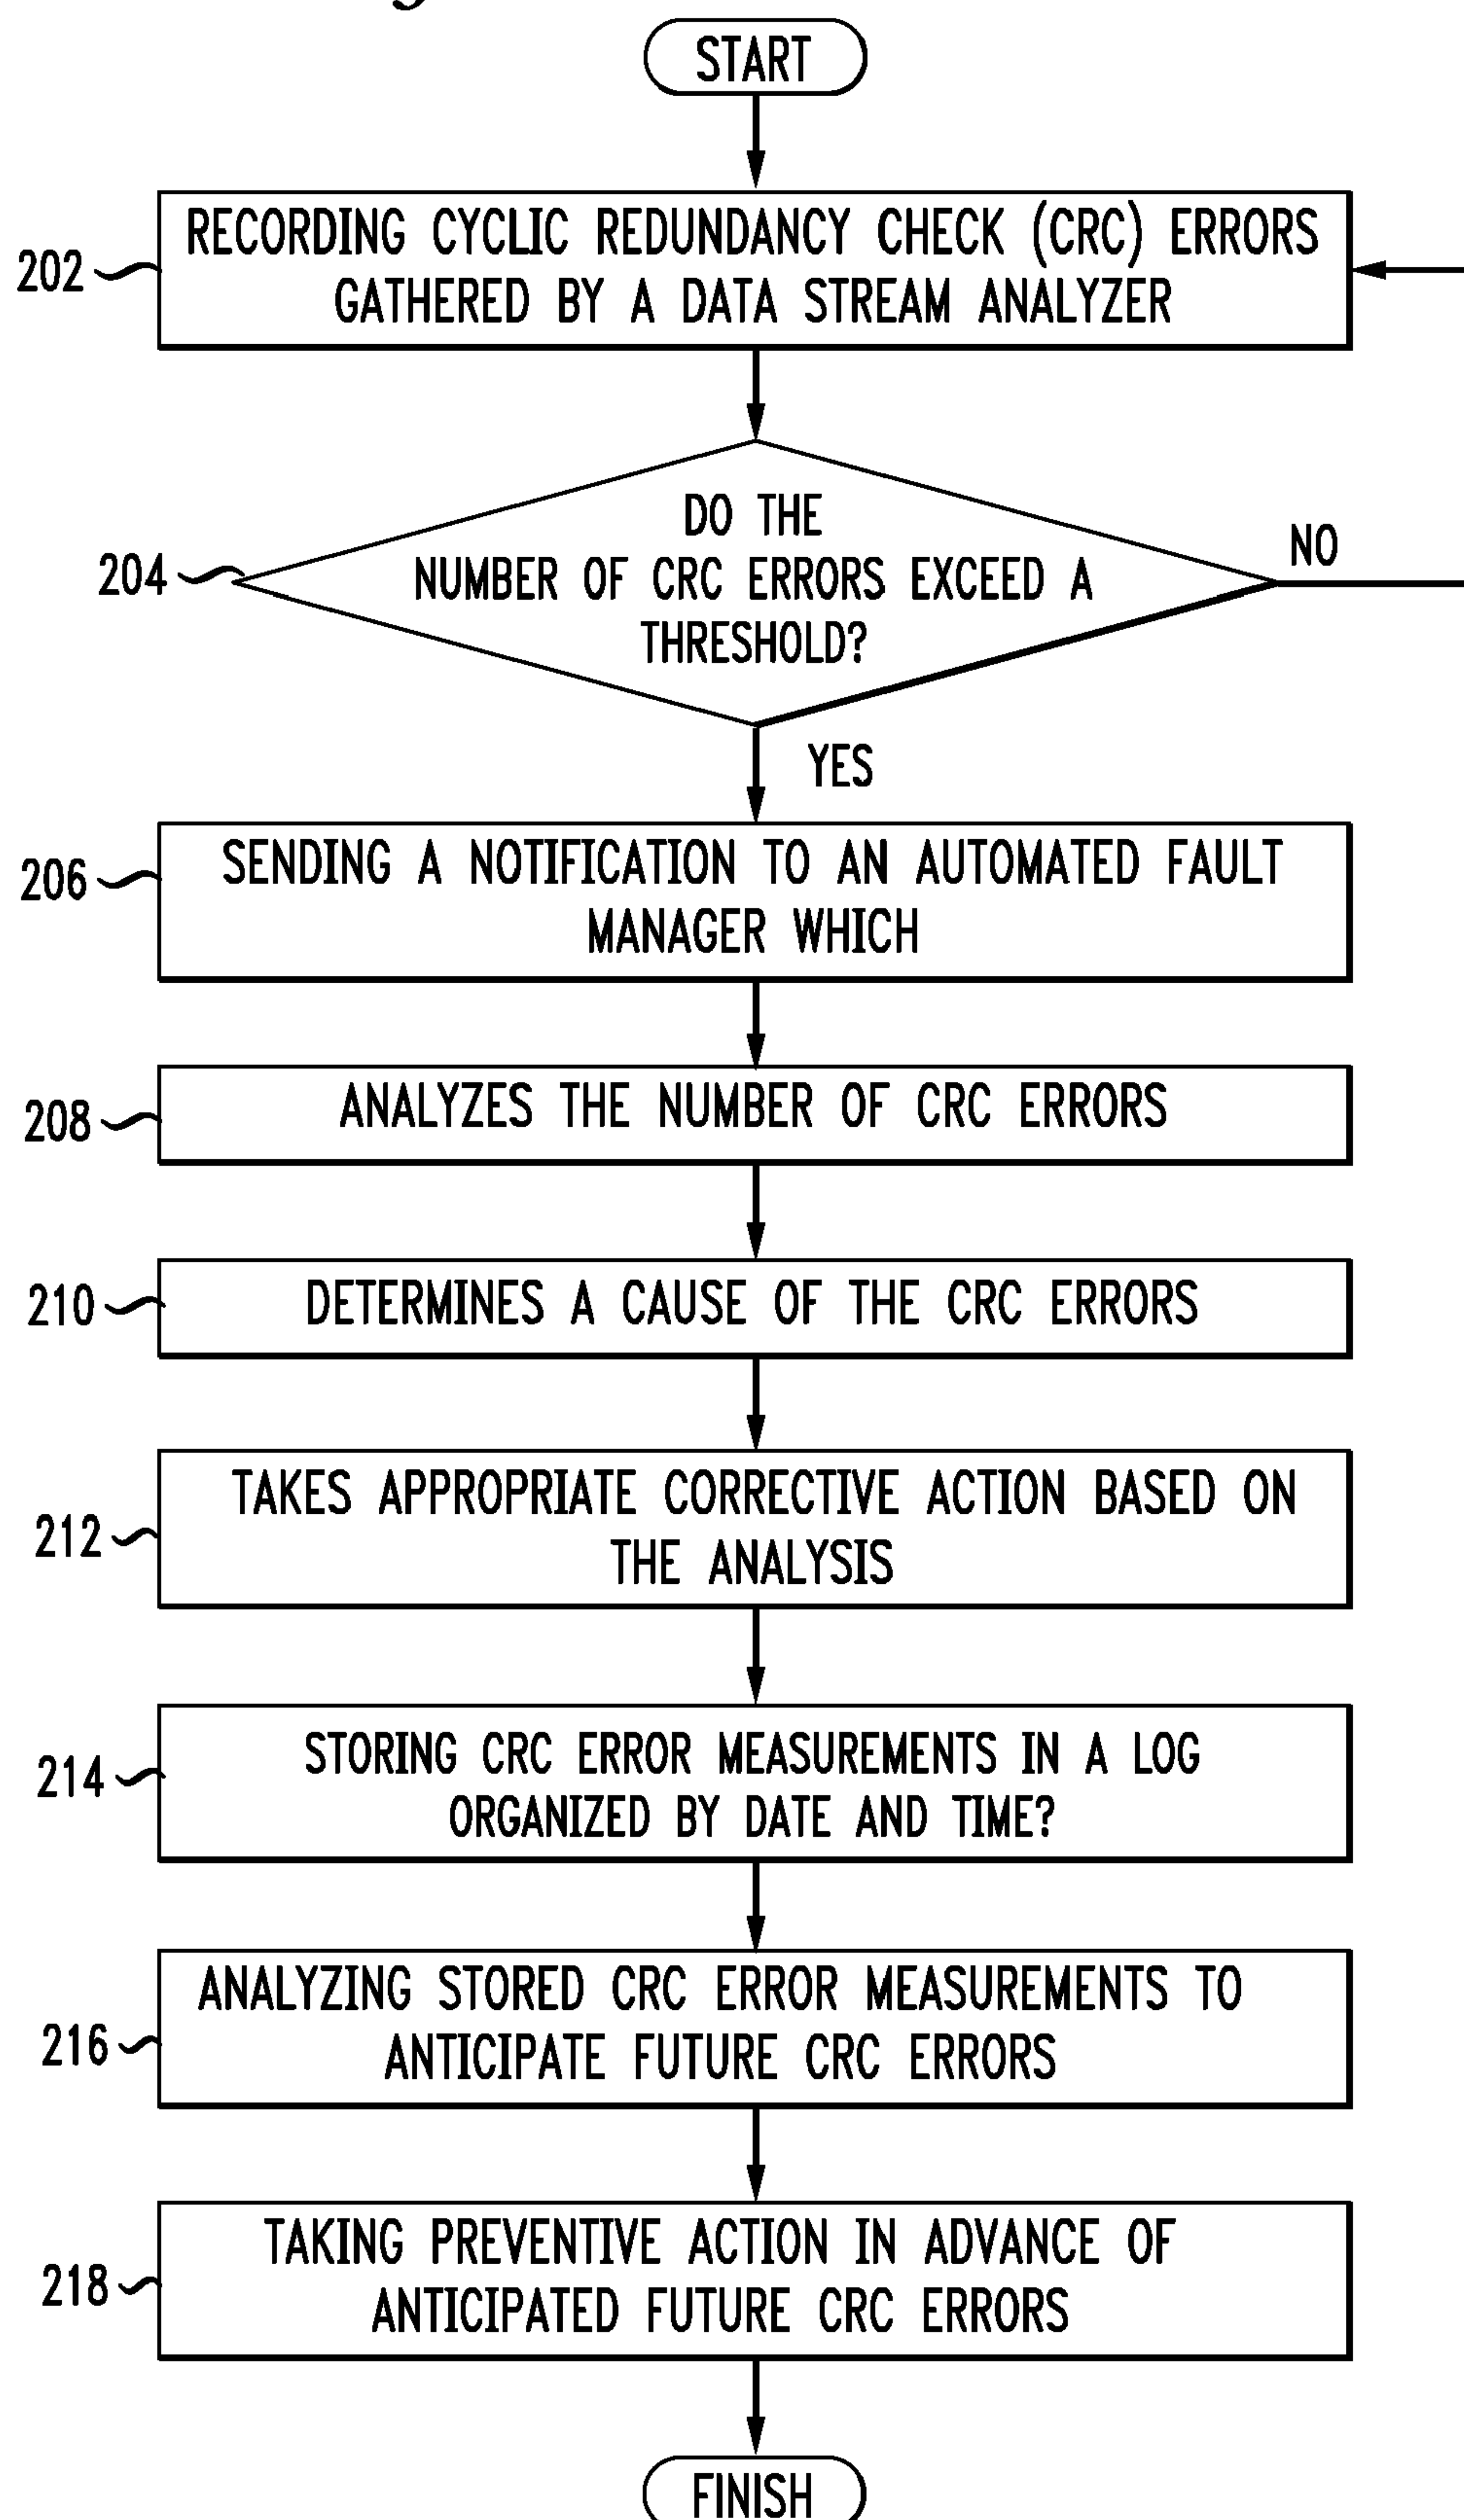 START
202
RECORDING CYCLIC REDUNDANCY CHECK (CRC) ERRORS
GATHERED BY A DATA STREAM ANALYZER
204
DO THE
NUMBER OF CRC ERRORS EXCEED A
THRESHOLD?
NO
YES
206
SENDING A NOTIFICATION TO AN AUTOMATED FAULT
MANAGER WHICH
208
ANALYZES THE NUMBER OF CRC ERRORS
210
DETERMINES A CAUSE OF THE CRC ERRORS
212
TAKES APPROPRIATE CORRECTIVE ACTION BASED ON
THE ANALYSIS
214
STORING CRC ERROR MEASUREMENTS IN A LOG
ORGANIZED BY DATE AND TIME?
216
ANALYZING STORED CRC ERROR MEASUREMENTS TO
ANTICIPATE FUTURE CRC ERRORS
218
TAKING PREVENTIVE ACTION IN ADVANCE OF
ANTICIPATED FUTURE CRC ERRORS
FINISH